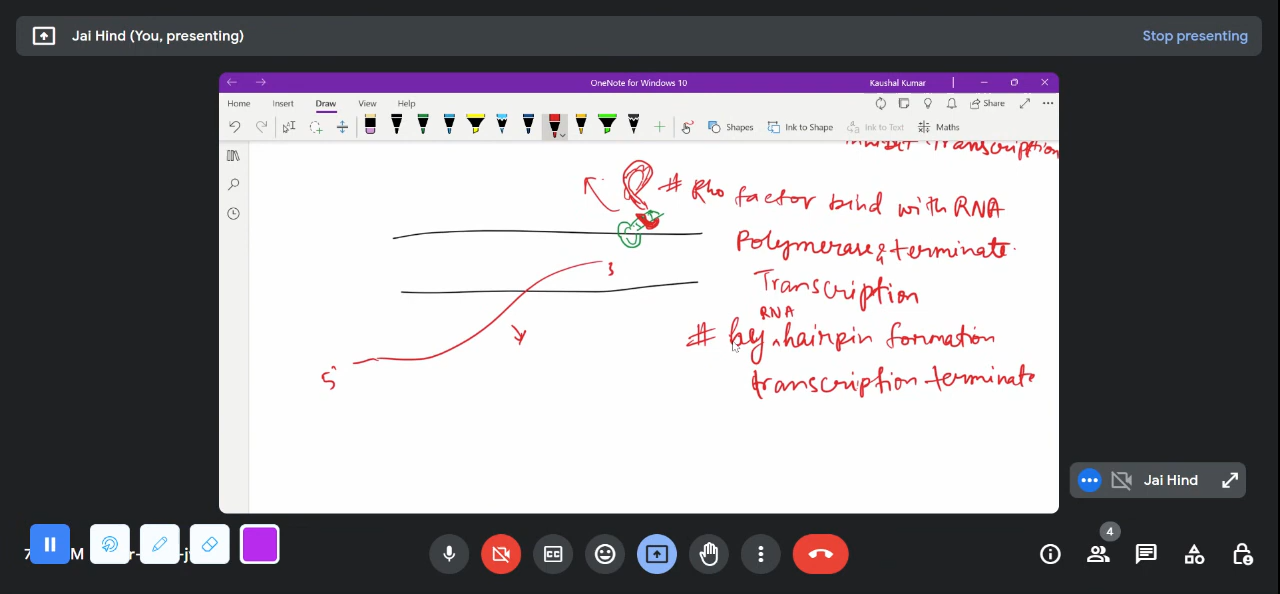 Jai Hind (You, presenting)
Stop presenting
OneNote for Windows 10
Kaushal Kumar
Home Insert Draw View Help
Share
Shapes Ink to Shape Ink to Text Maths
inhibit transcription
# Rho factor bind with RNA
Polymerase & terminate
Transcription
RNA
# by hairpin formation
transcription terminate
3
5'
Jai Hind
4